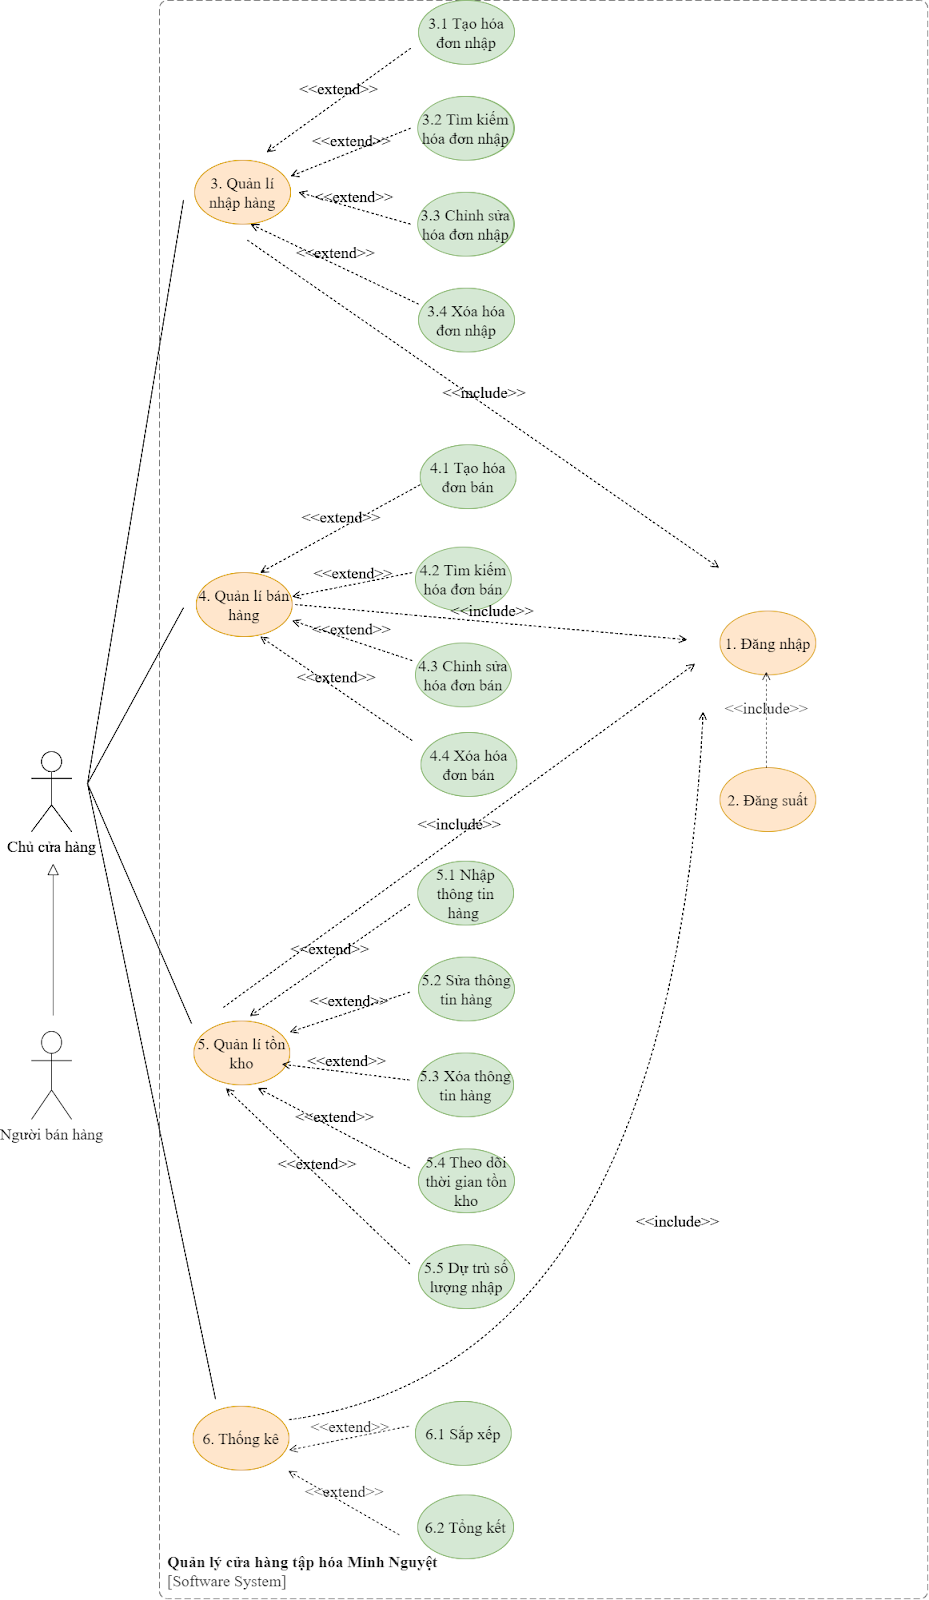 3.1 Tạo hóa
đơn nhập
<<extend>>
3.2 Tìm kiếm
hóa đơn nhập
<<extend>>
3. Quản lí
nhập hàng
<<extend>>
3.3 Chỉnh sửa
hóa đơn nhập
<<extend>>
3.4 Xóa hóa
đơn nhập
<<include>>
4.1 Tạo hóa
đơn bán
<<extend>>
4.2 Tìm kiếm
hóa đơn bán
<<extend>>
4. Quản lí bán
hàng
<<include>>
<<extend>>
4.3 Chỉnh sửa
hóa đơn bán
<<extend>>
4.4 Xóa hóa
đơn bán
1. Đăng nhập
<<include>>
2. Đăng suất
Chủ cửa hàng
<<include>>
5.1 Nhập
thông tin
hàng
<<extend>>
5.2 Sửa thông
tin hàng
<<extend>>
5. Quản lí tồn
kho
<<extend>>
5.3 Xóa thông
tin hàng
<<extend>>
Người bán hàng
5.4 Theo dõi
thời gian tồn
kho
<<extend>>
5.5 Dự trù số
lượng nhập
<<include>>
6. Thống kê
<<extend>>
6.1 Sắp xếp
<<extend>>
6.2 Tổng kết
Quản lý cửa hàng tập hóa Minh Nguyệt
[Software System]